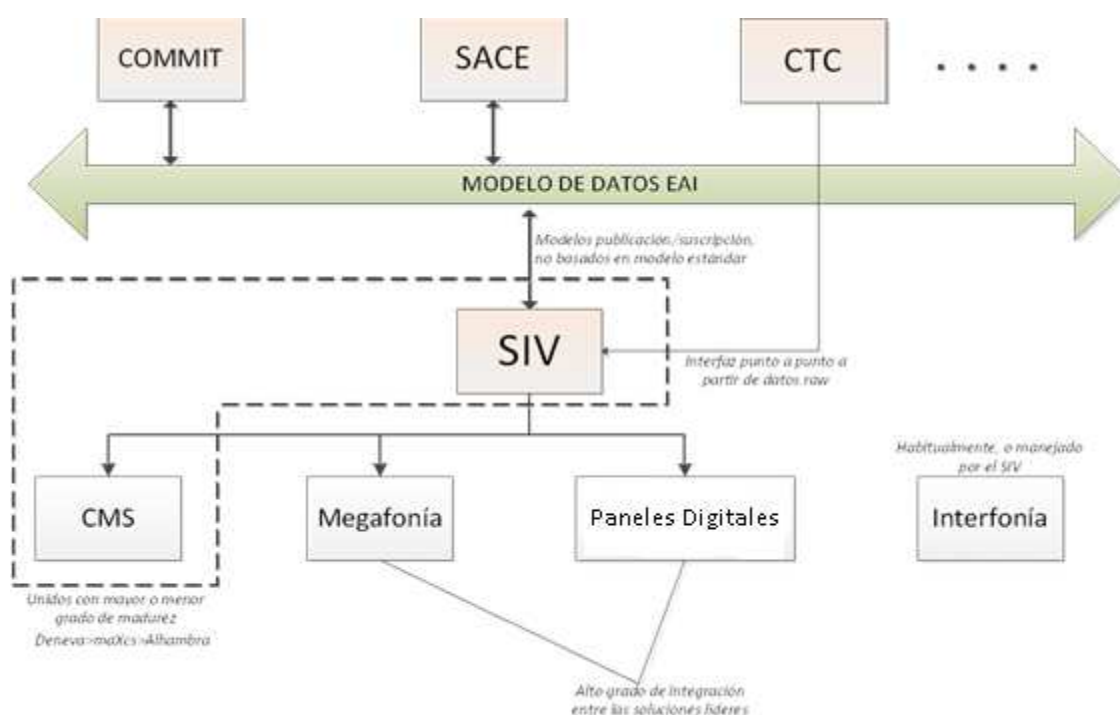 COMMIT
SACE
CTC
. . . .
MODELO DE DATOS EAI
Modelos publicación/suscripción,
no basados en modelo estándar
SIV
Interfaz punto a punto a
partir de datos raw
Habitualmente, o manejado
por el SIV
CMS
Megafonía
Paneles Digitales
Interfonía
Unidos con mayor o menor
grado de madurez
Deneva>maXcs>Alhambra
Alto grado de integración
entre las soluciones líderes